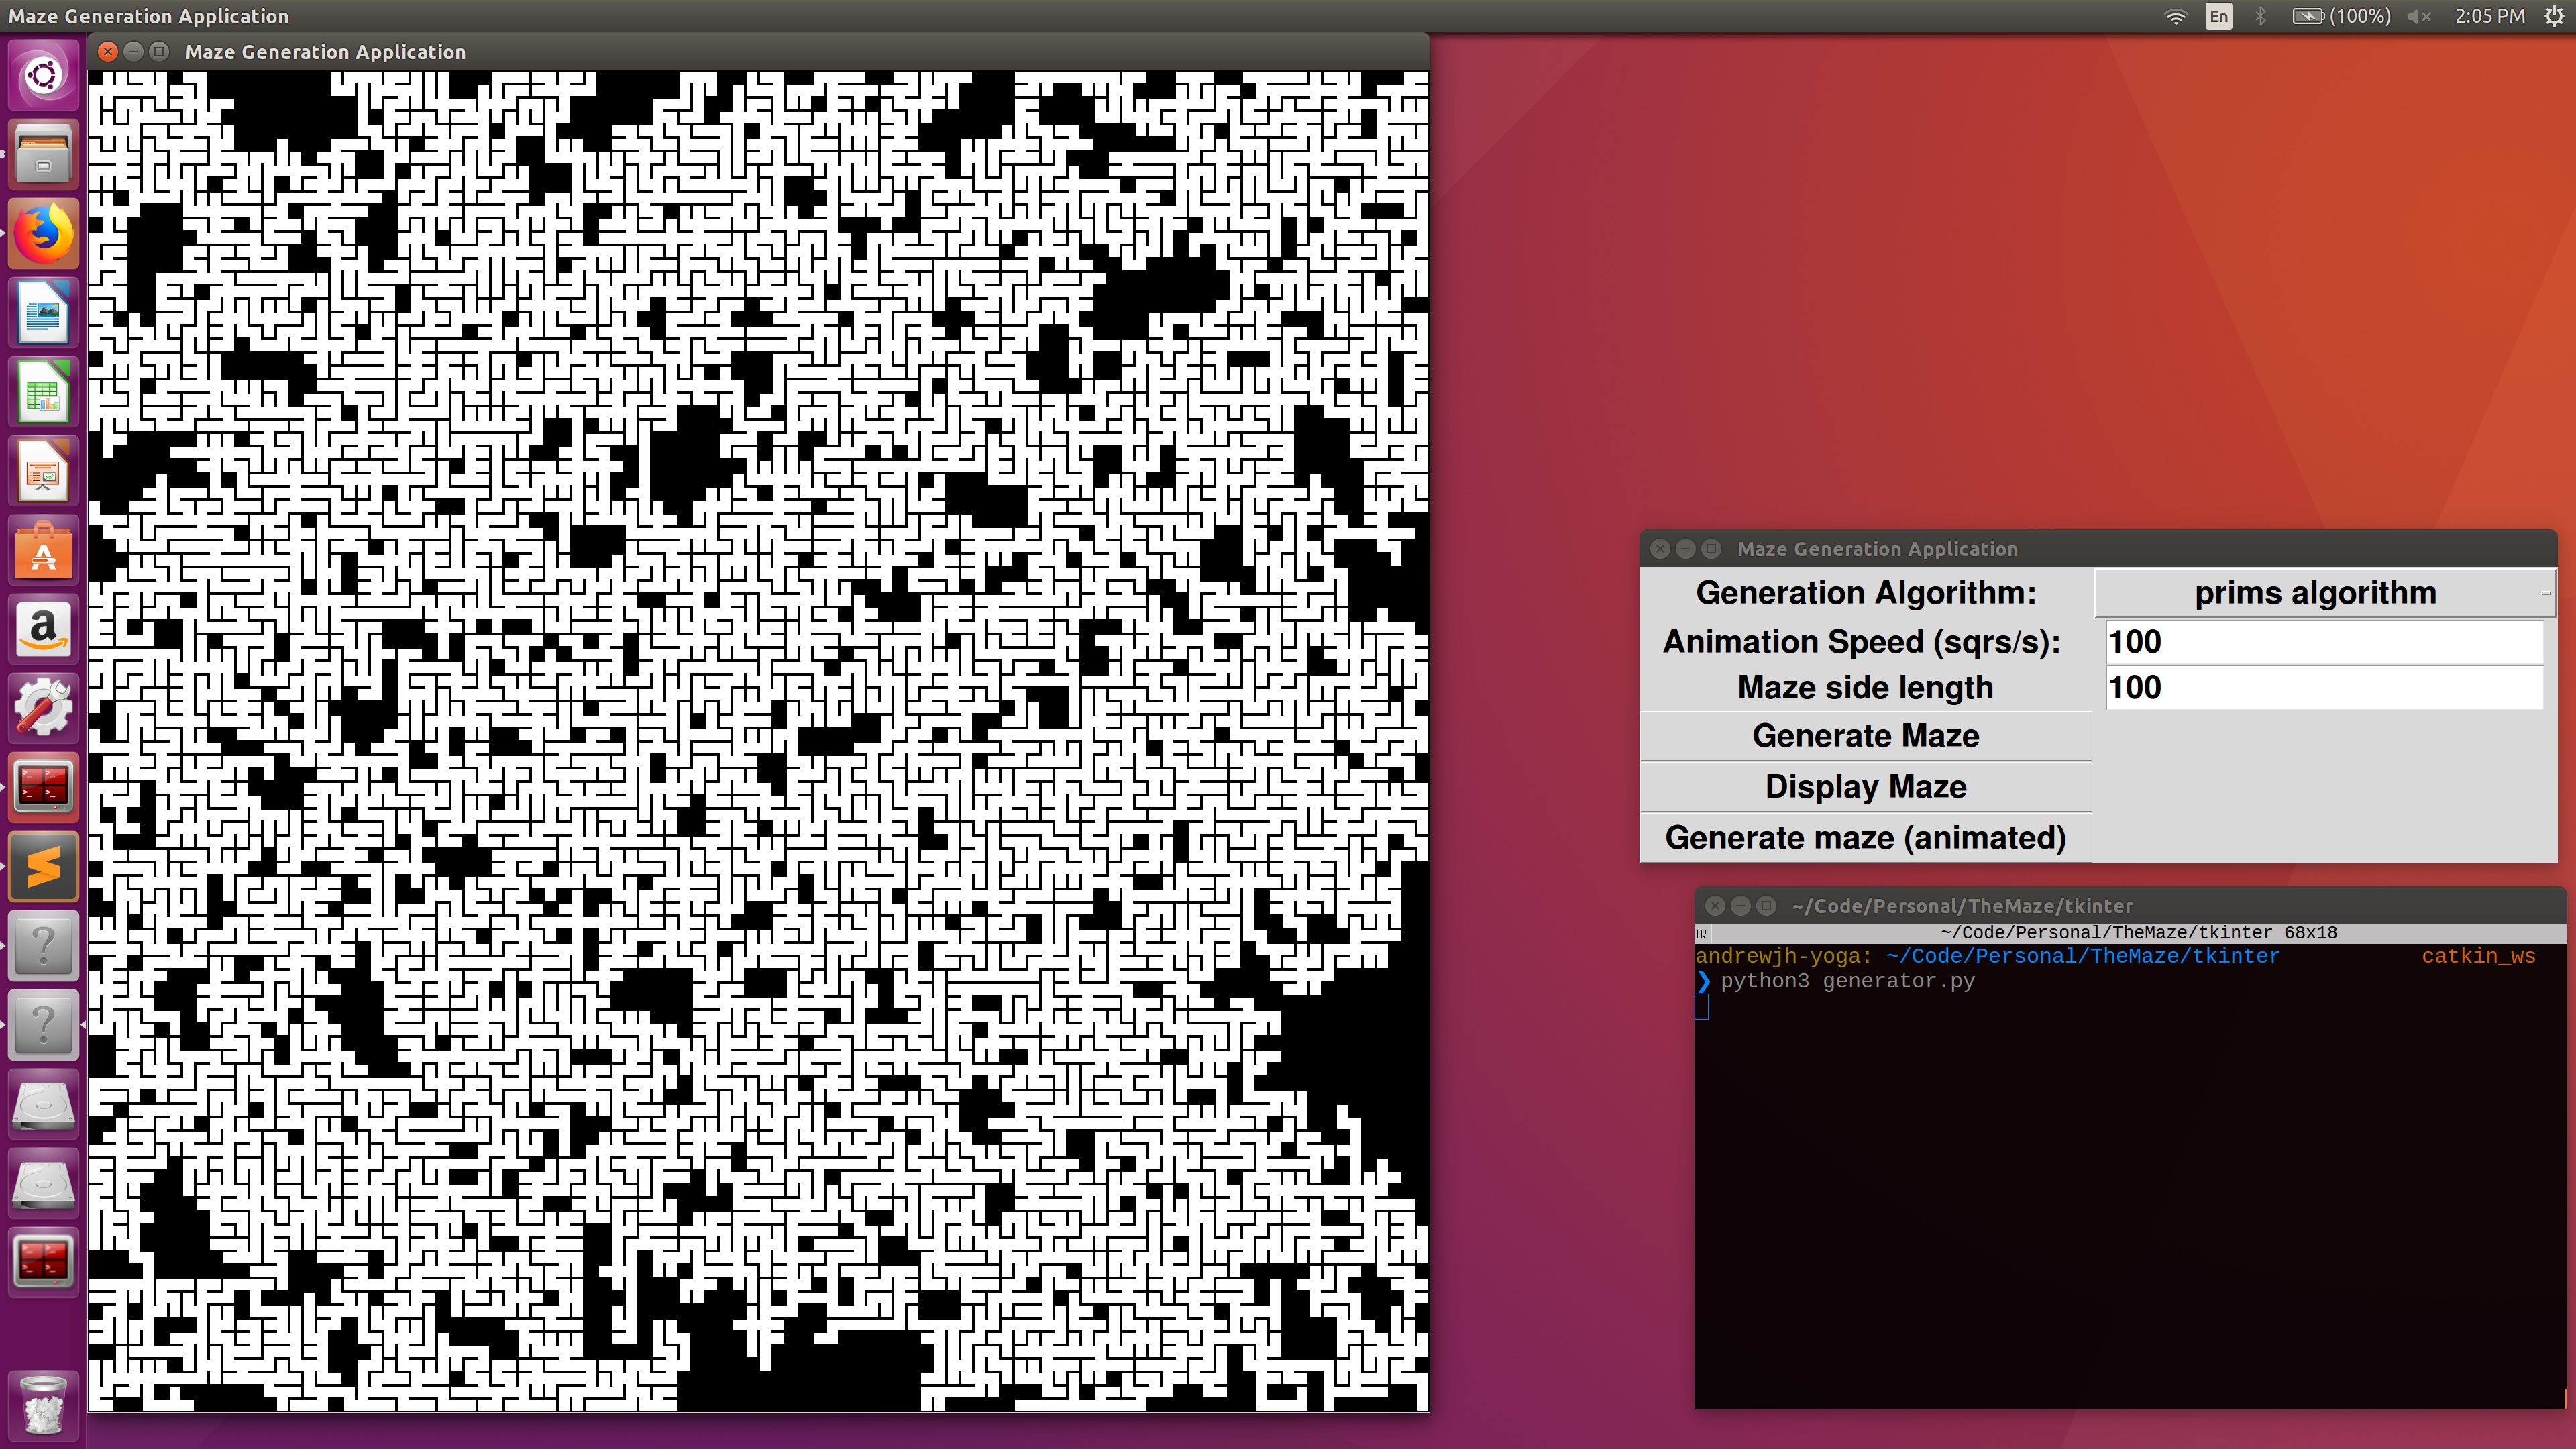 Maze Generation Application
En
(100%)
2:05 PM
Maze Generation Application
Maze Generation Application
Generation Algorithm:
prims algorithm
Animation Speed (sqrs/s):
100
Maze side length
100
Generate Maze
Display Maze
Generate maze (animated)
~/Code/Personal/TheMaze/tkinter
~/Code/Personal/TheMaze/tkinter 68x18
andrewjh-yoga: ~/Code/Personal/TheMaze/tkinter catkin_ws
❯ python3 generator.py